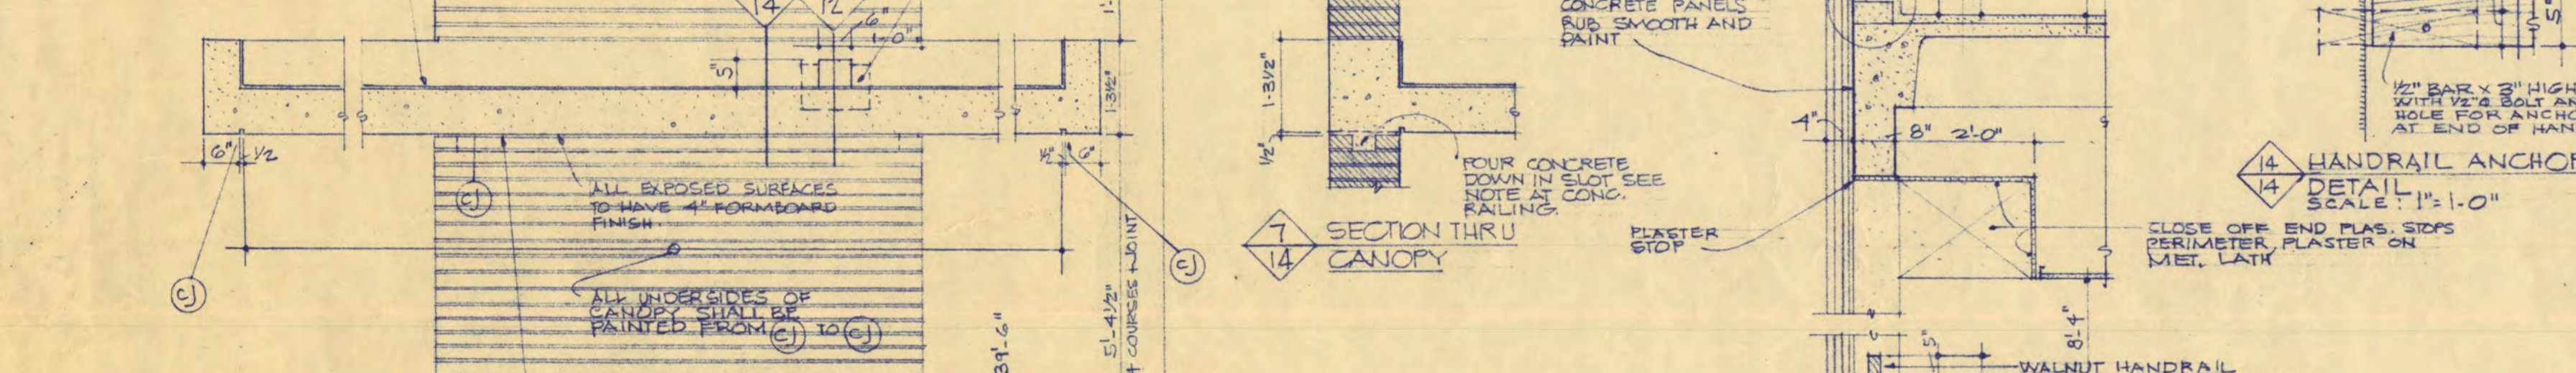 14
12
6"
1-0"
5"
1'-
1-3½"
6"
½
½"
6"
CJ
ALL EXPOSED SURFACES
TO HAVE 4" FORMBOARD
FINISH.
CJ
CJ
ALL UNDERSIDES OF
CANOPY SHALL BE
PAINTED FROM CJ TO CJ
39'-6"
5'-4½"
COURSES + JOINT
1-3½"
½"
POUR CONCRETE
DOWN IN SLOT SEE
NOTE AT CONC.
RAILING.
7
14
SECTION THRU
CANOPY
CONCRETE PANELS
RUB SMOOTH AND
PAINT
4"
8"
2'-0"
PLASTER
STOP
CLOSE OFF END PLAS. STOPS
PERIMETER, PLASTER ON
MET. LATH
8'-4"
5"
WALNUT HANDRAIL
5"
½" BAR X 3" HIGH
WITH ½"Φ BOLT AN
HOLE FOR ANCHO
AT END OF HAN
14
14
HANDRAIL ANCHOR
DETAIL
SCALE: 1"=1-0"